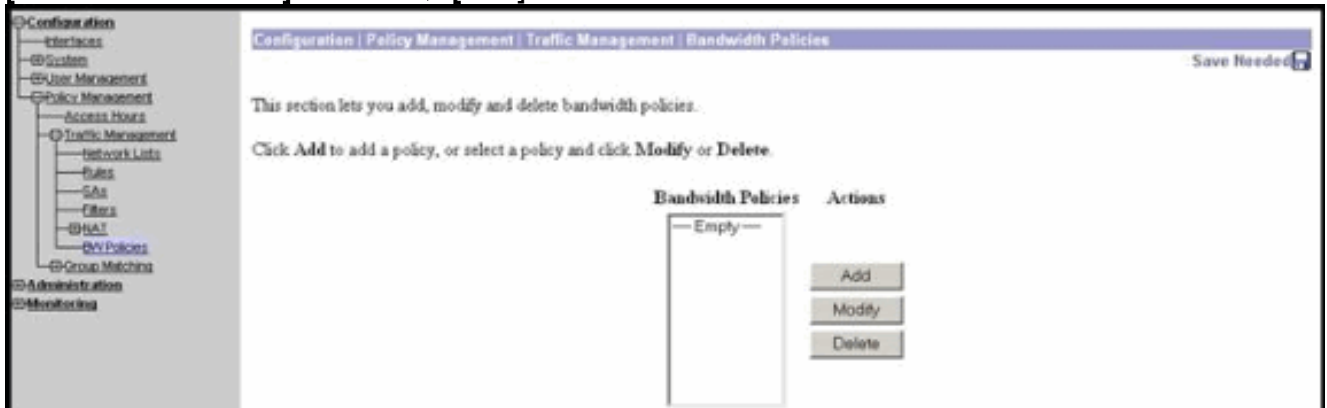 Configuration
Interfaces
System
User Management
Policy Management
Access Hours
Traffic Management
Network Lists
Rules
SAs
Filters
NAT
BW Policies
Group Matching
Administration
Monitoring
Configuration | Policy Management | Traffic Management | Bandwidth Policies
Save Needed
This section lets you add, modify and delete bandwidth policies.
Click Add to add a policy, or select a policy and click Modify or Delete.
Bandwidth Policies Actions
— Empty —
Add
Modify
Delete